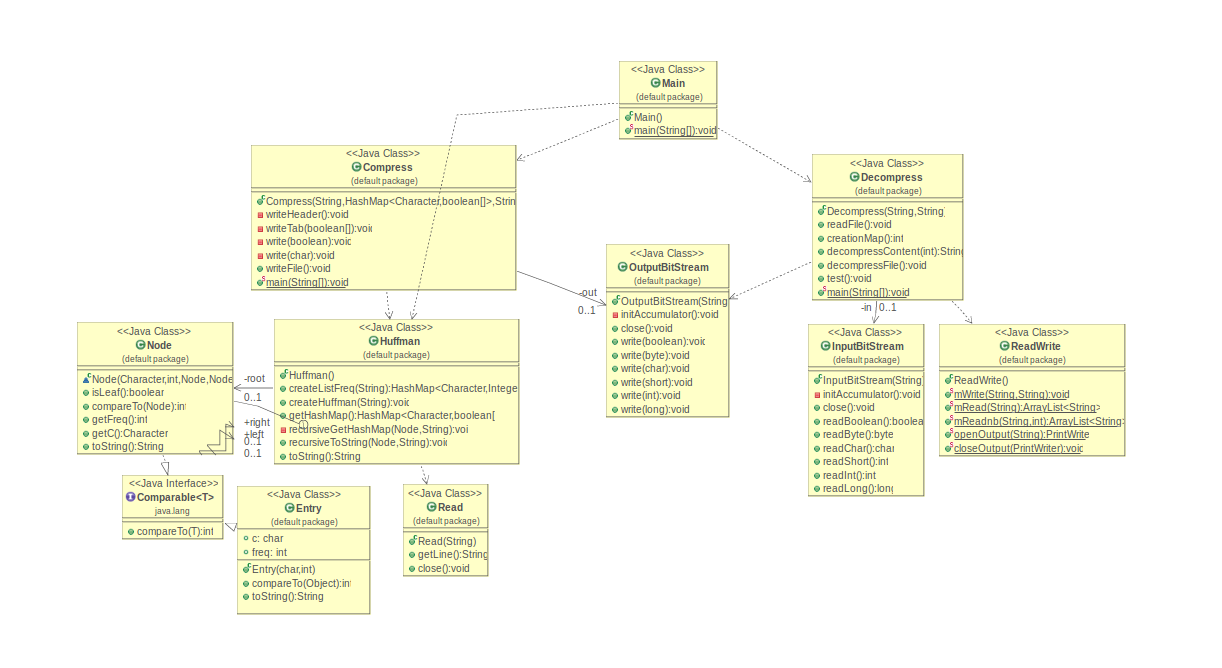 <<Java Class>>
Main
(default package)
Main()
main(String[]):void
<<Java Class>>
Compress
(default package)
Compress(String,HashMap<Character,boolean[]>,Strin
writeHeader():void
writeTab(boolean[]):voi
write(boolean):void
write(char):void
writeFile():void
main(String[]):void
<<Java Class>>
Decompress
(default package)
Decompress(String,String)
readFile():void
creationMap():int
decompressContent(int):String
decompressFile():void
test():void
main(String[]):void
<<Java Class>>
OutputBitStream
(default package)
OutputBitStream(String
initAccumulator():void
close():void
write(boolean):void
write(byte):void
write(char):void
write(short):void
write(int):void
write(long):void
-out
0..1
-in 0..1
<<Java Class>>
Node
(default package)
Node(Character,int,Node,Node
isLeaf():boolean
compareTo(Node):int
getFreq():int
getC():Character
toString():String
-root
0..1
+right
+left
0..1
0..1
<<Java Class>>
Huffman
(default package)
Huffman()
createListFreq(String):HashMap<Character,Intege
createHuffman(String):void
getHashMap():HashMap<Character,boolean[
recursiveGetHashMap(Node,String):voi
recursiveToString(Node,String):void
toString():String
<<Java Class>>
InputBitStream
(default package)
InputBitStream(String
initAccumulator():void
close():void
readBoolean():boolea
readByte():byte
readChar():char
readShort():int
readInt():int
readLong():long
<<Java Class>>
ReadWrite
(default package)
ReadWrite()
mWrite(String,String):void
mRead(String):ArrayList<String>
mReadnb(String,int):ArrayList<String>
openOutput(String):PrintWrite
closeOutput(PrintWriter):void
<<Java Interface>>
Comparable<T>
java.lang
compareTo(T):int
<<Java Class>>
Entry
(default package)
c: char
freq: int
Entry(char,int)
compareTo(Object):int
toString():String
<<Java Class>>
Read
(default package)
Read(String)
getLine():String
close():void